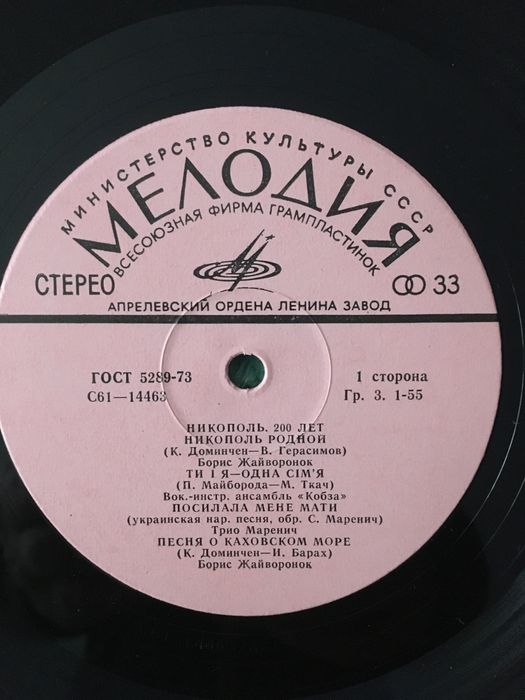 МИНИСТЕРСТВО КУЛЬТУРЫ СССР
МЕЛОДИЯ
ВСЕСОЮЗНАЯ ФИРМА ГРАМПЛАСТИНОК
СТЕРЕО 33
АПРЕЛЕВСКИЙ ОРДЕНА ЛЕНИНА ЗАВОД
ГОСТ 5289-73 1 сторона
С61—14463 Гр. 3. 1-55
НИКОПОЛЬ. 200 ЛЕТ
НИКОПОЛЬ РОДНОЙ
(К. Доминчен—В. Герасимов)
Борис Жайворонок
ТИ І Я—ОДНА СІМ'Я
(П. Майборода—М. Ткач)
Вок.-инстр. ансамбль «Кобза»
ПОСИЛАЛА МЕНЕ МАТИ
(украинская нар. песня, обр. С. Маренич)
Трио Маренич
ПЕСНЯ О КАХОВСКОМ МОРЕ
(К. Доминчен—И. Барах)
Борис Жайворонок